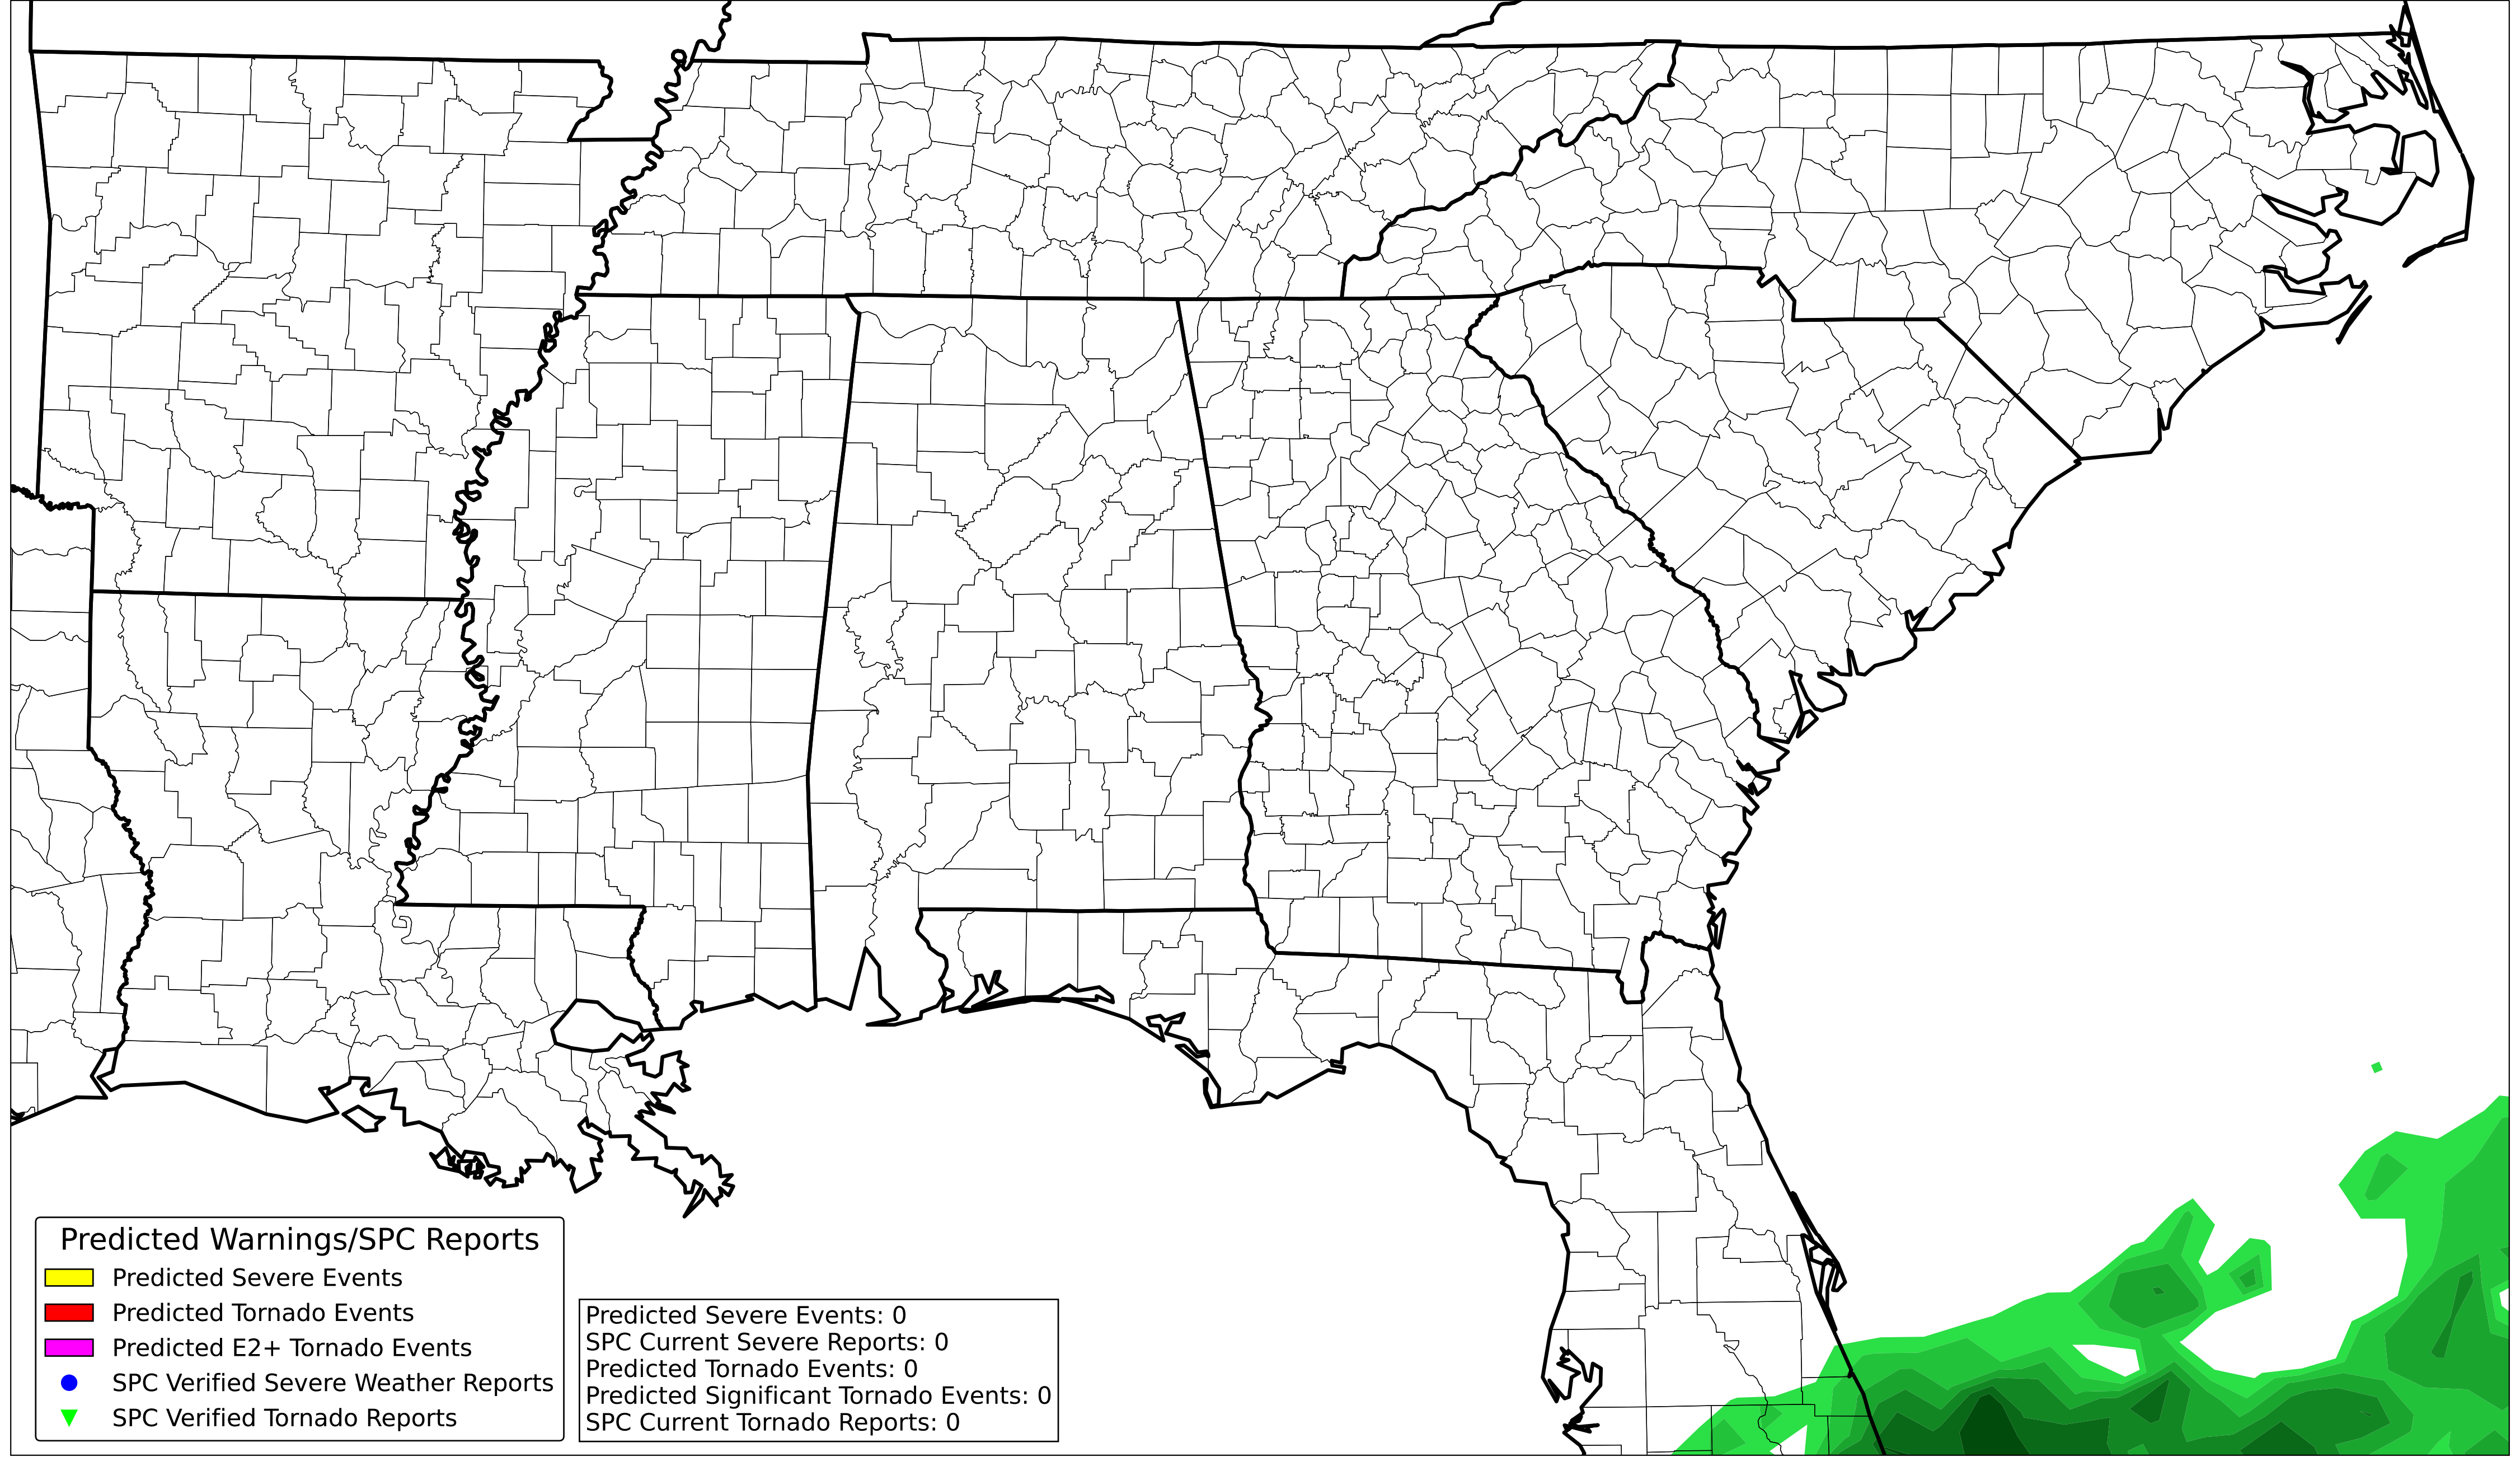 Predicted Warnings/SPC Reports
Predicted Severe Events
Predicted Tornado Events
Predicted E2+ Tornado Events
SPC Verified Severe Weather Reports
SPC Verified Tornado Reports
Predicted Severe Events: 0
SPC Current Severe Reports: 0
Predicted Tornado Events: 0
Predicted Significant Tornado Events: 0
SPC Current Tornado Reports: 0